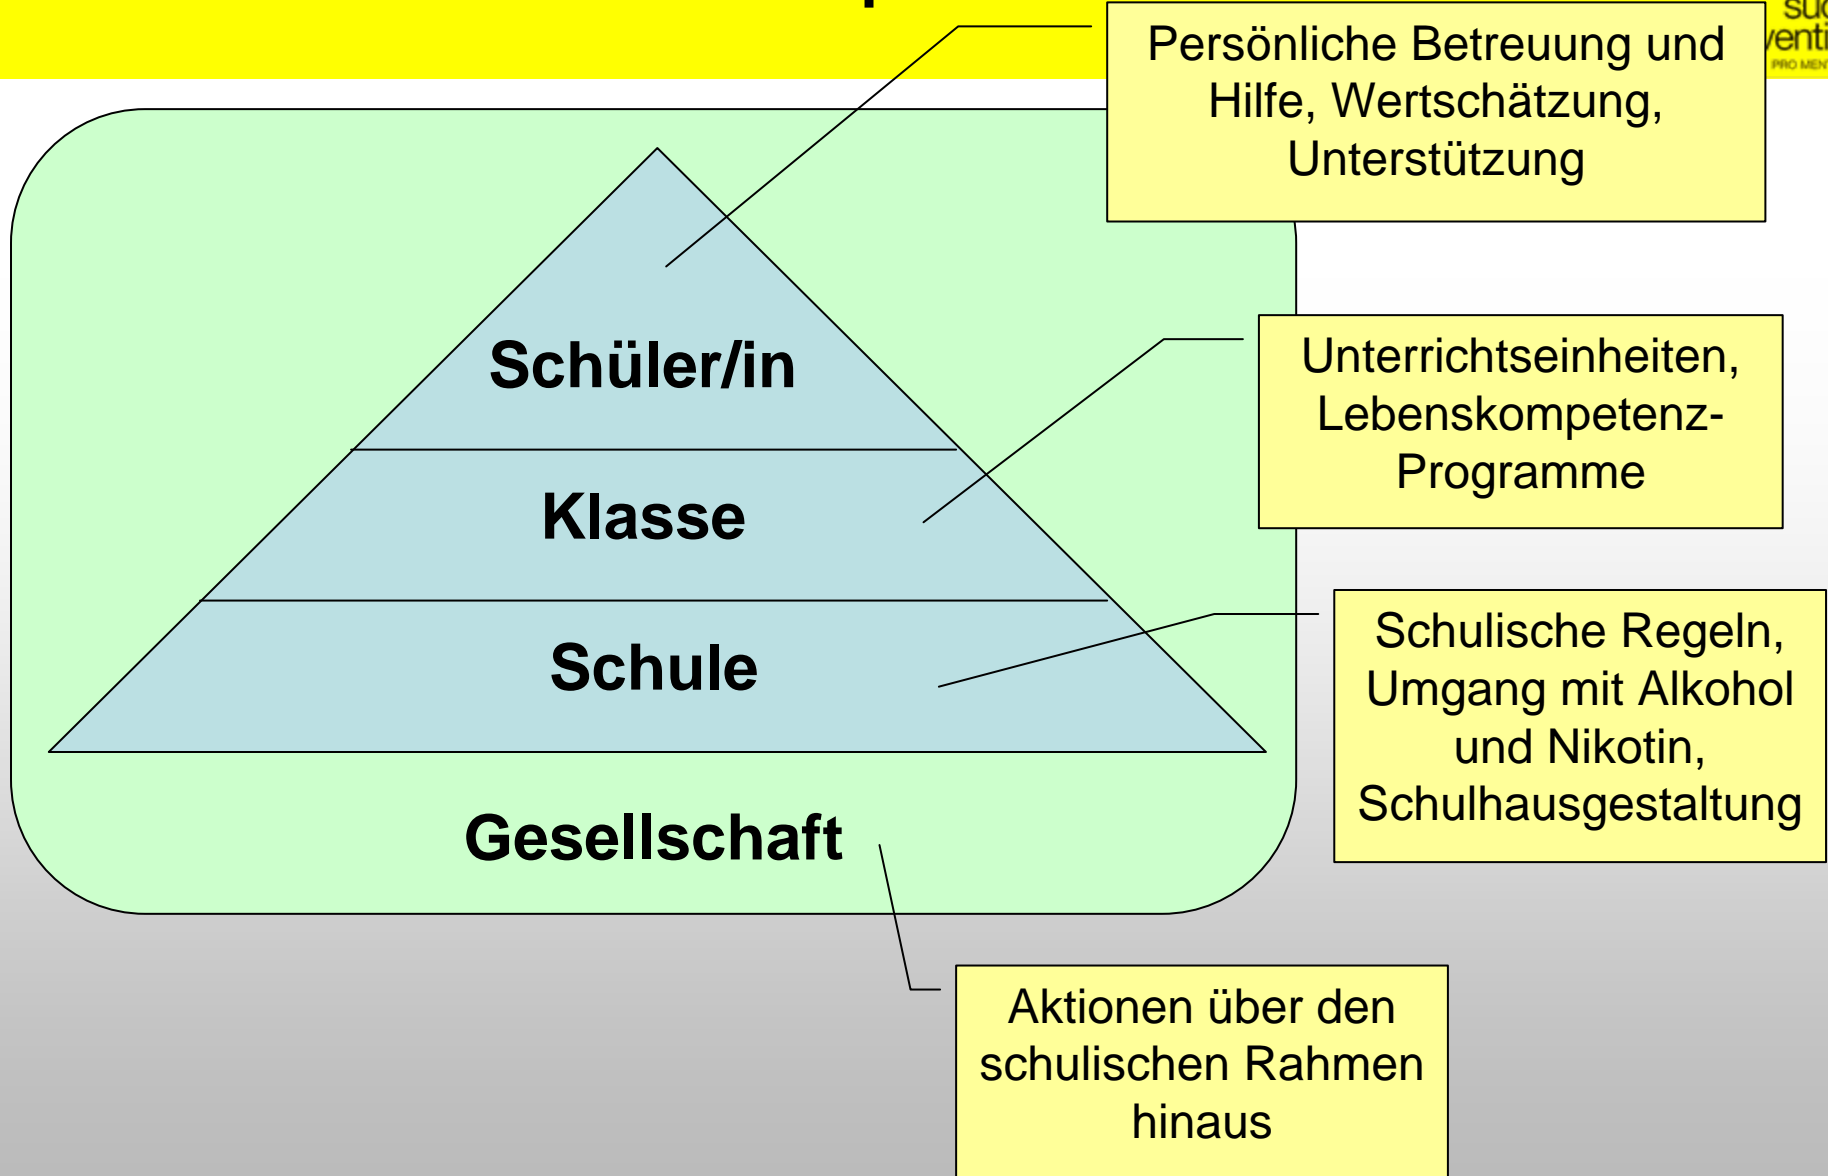 Persönliche Betreuung und
Hilfe, Wertschätzung,
Unterstützung
Schüler/in
Unterrichtseinheiten,
Lebenskompetenz-
Programme
Klasse
Schulische Regeln,
Umgang mit Alkohol
und Nikotin,
Schulhausgestaltung
Schule
Gesellschaft
Aktionen über den
schulischen Rahmen
hinaus